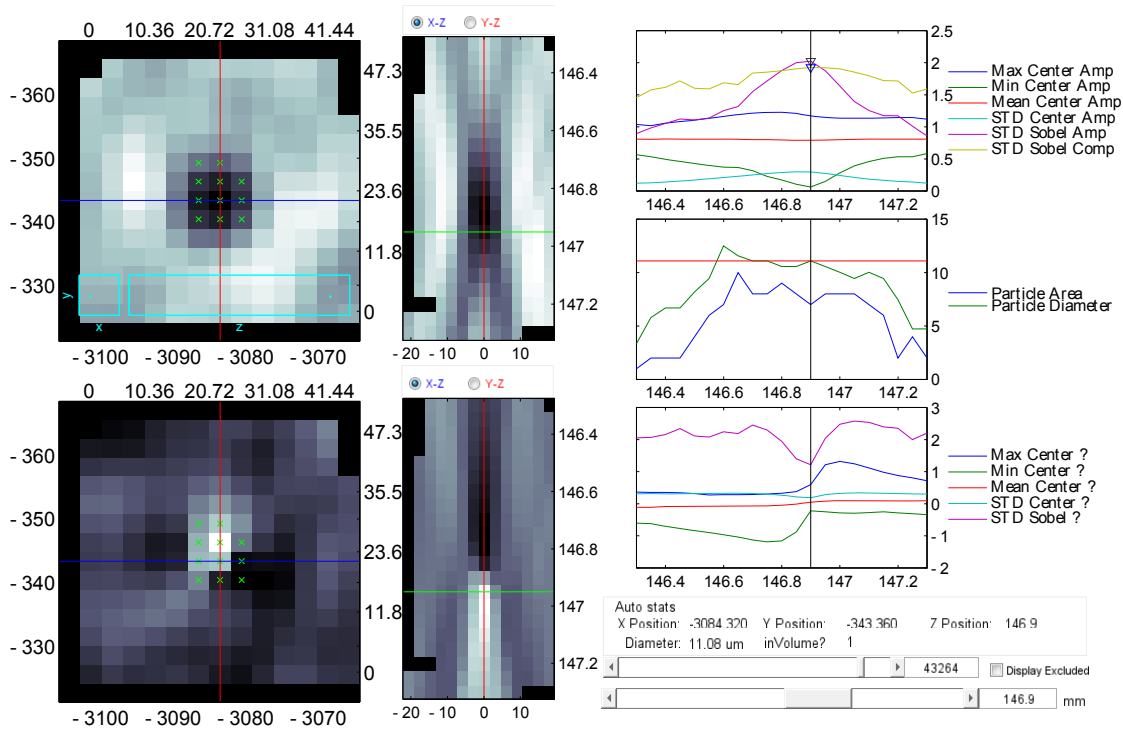 0 10.36 20.72 31.08 41.44
X-Z Y-Z
- 360
- 350
- 340
- 330
47.3
35.5
23.6
11.8
0
y
x z
- 3100 - 3090 - 3080 - 3070
146.4
146.6
146.8
147
147.2
- 20 - 10 0 10
2.5
2
1.5
1
0.5
0
146.4 146.6 146.8 147 147.2
Max Center Amp
Min Center Amp
Mean Center Amp
STD Center Amp
STD Sobel Amp
STD Sobel Comp
15
10
5
0
146.4 146.6 146.8 147 147.2
Particle Area
Particle Diameter
0 10.36 20.72 31.08 41.44
X-Z Y-Z
- 360
- 350
- 340
- 330
47.3
35.5
23.6
11.8
0
- 3100 - 3090 - 3080 - 3070
146.4
146.6
146.8
147
147.2
- 20 - 10 0 10
3
2
1
0
- 1
- 2
146.4 146.6 146.8 147 147.2
Max Center ?
Min Center ?
Mean Center ?
STD Center ?
STD Sobel ?
Auto stats
X Position: -3084.320 Y Position: -343.360 Z Position: 146.9
Diameter: 11.08 um inVolume? 1
43264 Display Excluded
146.9 mm